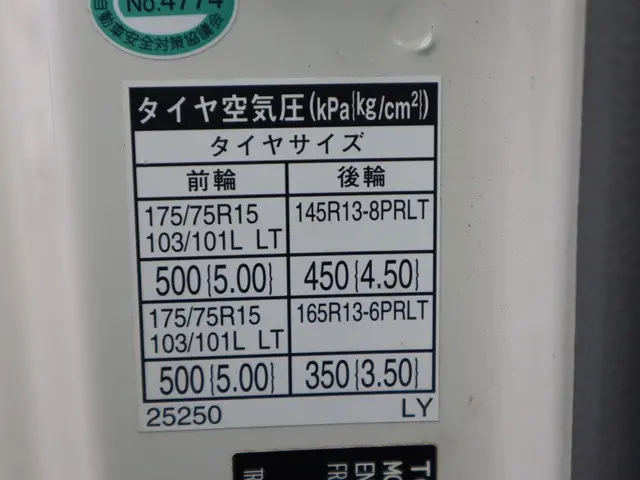 No.4774
自動車安全対策協議会
タイヤ空気圧(kPa{kg/cm²})
タイヤサイズ
前輪 後輪
175/75R15 145R13-8PRLT
103/101L LT
500{5.00} 450{4.50}
175/75R15 165R13-6PRLT
103/101L LT
500{5.00} 350{3.50}
25250 LY